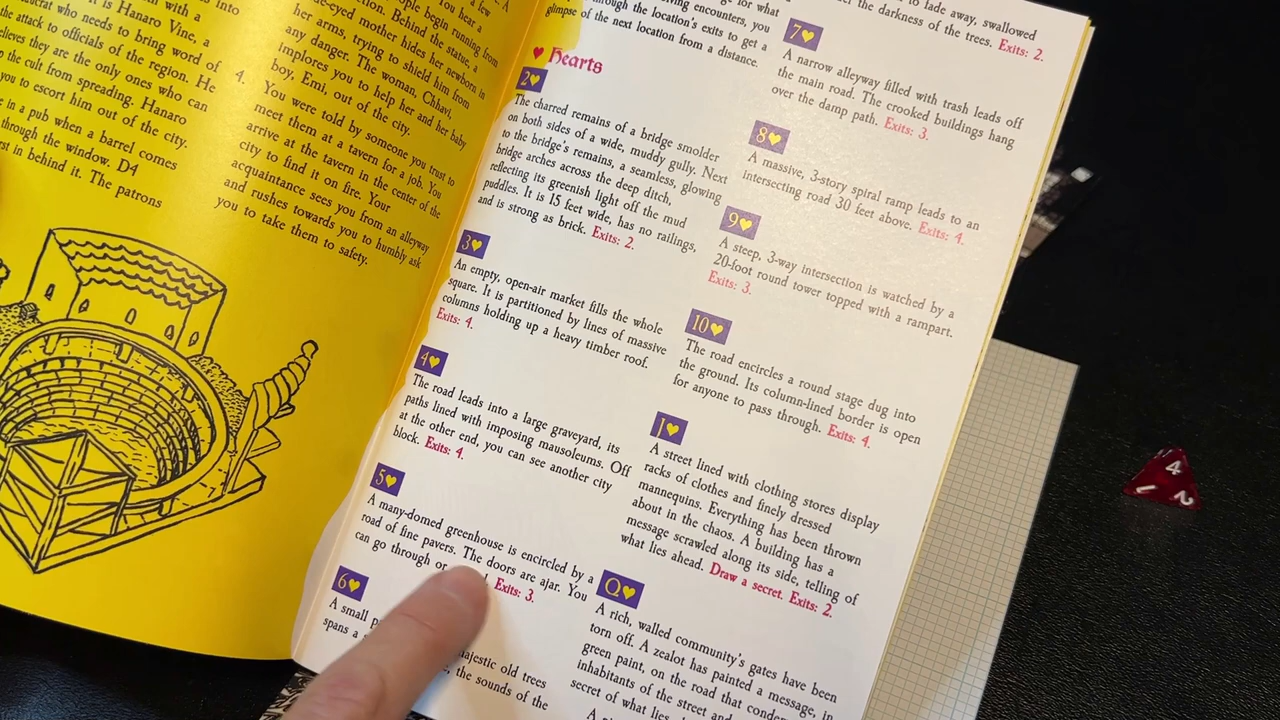 with a
into
is Hanaro Vine, a
ucrat who needs to bring word of
attack to officials of the region. He
elieves they are the only ones who can
the cult from spreading. Hanaro
you to escort him out of the city.
in a pub when a barrel comes
through the window. D4
rst in behind it. The patrons
a few
You hear a
people begin running from
Behind the statue, a
-eyed mother hides her newborn in
her arms, trying to shield him from
any danger. The woman, Chhavi,
implores you to help her and her baby
boy, Emi, out of the city.
4.
You were told by someone you trust to
meet them at a tavern for a job. You
arrive at the tavern in the center of the
city to find it on fire. Your
acquaintance sees you from an alleyway
and rushes towards you to humbly ask
you to take them to safety.
for what
encounters, you
through the location's exits to get a
glimpse of the next location from a distance.
♥ Hearts
2♥
The charred remains of a bridge smolder
on both sides of a wide, muddy gully. Next
to the bridge's remains, a seamless, glowing
bridge arches across the deep ditch,
reflecting its greenish light off the mud
puddles. It is 15 feet wide, has no railings,
and is strong as brick. Exits: 2.
3♥
An empty, open-air market fills the whole
square. It is partitioned by lines of massive
columns holding up a heavy timber roof.
Exits: 4.
4♥
The road leads into a large graveyard, its
paths lined with imposing mausoleums. Off
at the other end, you can see another city
block. Exits: 4.
5♥
A many-domed greenhouse is encircled by a
road of fine pavers. The doors are ajar. You
can go through or Exits: 3.
6♥
A small
spans a
majestic old trees
the sounds of the
to fade away, swallowed
the darkness of the trees. Exits: 2.
7♥
A narrow alleyway filled with trash leads off
the main road. The crooked buildings hang
over the damp path. Exits: 3.
8♥
A massive, 3-story spiral ramp leads to an
intersecting road 30 feet above. Exits: 4.
9♥
A steep, 3-way intersection is watched by a
20-foot round tower topped with a rampart.
Exits: 3.
10♥
The road encircles a round stage dug into
the ground. Its column-lined border is open
for anyone to pass through. Exits: 4.
J♥
A street lined with clothing stores display
racks of clothes and finely dressed
mannequins. Everything has been thrown
about in the chaos. A building has a
message scrawled along its side, telling of
what lies ahead. Draw a secret. Exits: 2.
Q♥
A rich, walled community's gates have been
torn off. A zealot has painted a message, in
green paint, on the road that
inhabitants of the street and
secret of what lies
4
1
2